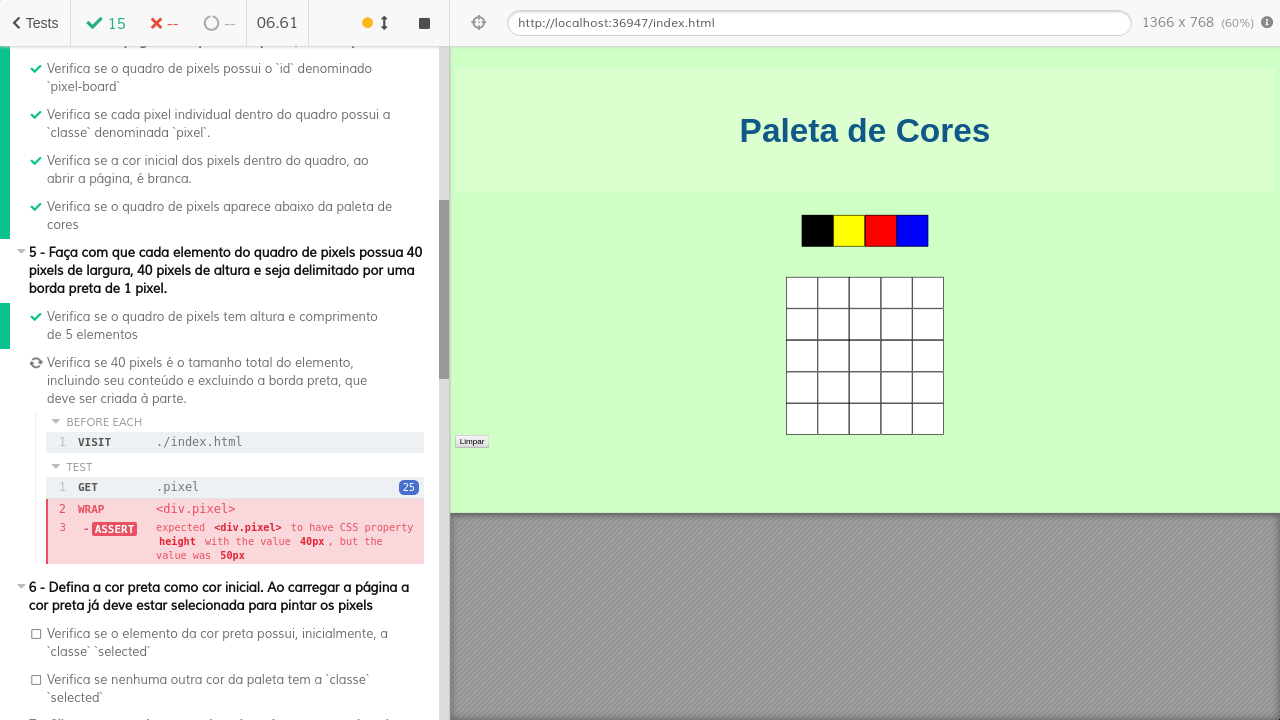 Tests
15
--
--
06.61
http://localhost:36947/index.html
1366 x 768 (60%)
Verifica se o quadro de pixels possui o `id` denominado
`pixel-board`
Verifica se cada pixel individual dentro do quadro possui a
`classe` denominada `pixel`.
Verifica se a cor inicial dos pixels dentro do quadro, ao
abrir a página, é branca.
Verifica se o quadro de pixels aparece abaixo da paleta de
cores
5 - Faça com que cada elemento do quadro de pixels possua 40
pixels de largura, 40 pixels de altura e seja delimitado por uma
borda preta de 1 pixel.
Verifica se o quadro de pixels tem altura e comprimento
de 5 elementos
Verifica se 40 pixels é o tamanho total do elemento,
incluindo seu conteúdo e excluindo a borda preta, que
deve ser criada à parte.
BEFORE EACH
1 VISIT ./index.html
TEST
1 GET .pixel 25
2 WRAP <div.pixel>
3 -ASSERT expected <div.pixel> to have CSS property
height with the value 40px, but the
value was 50px
6 - Defina a cor preta como cor inicial. Ao carregar a página a
cor preta já deve estar selecionada para pintar os pixels
Verifica se o elemento da cor preta possui, inicialmente, a
`classe` `selected`
Verifica se nenhuma outra cor da paleta tem a `classe`
`selected`
Paleta de Cores
Limpar